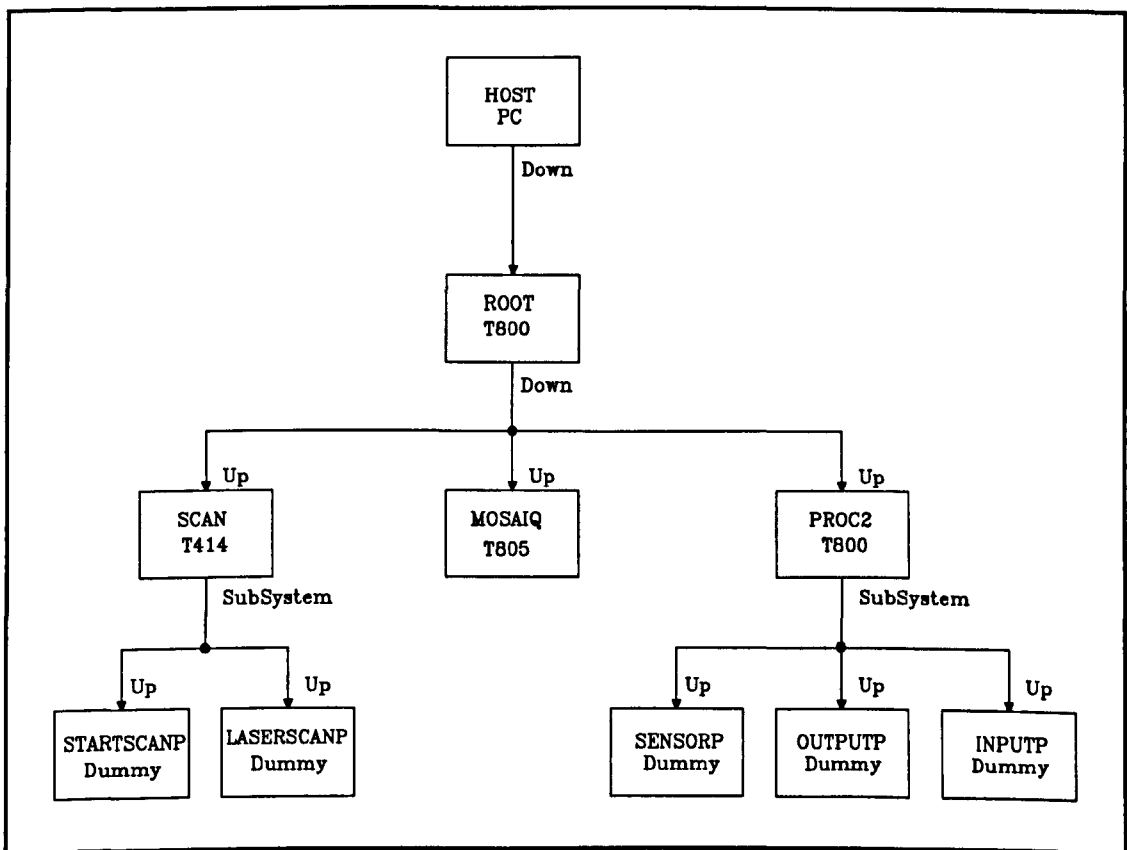 HOST
PC
Down
ROOT
T800
Down
Up
Up
Up
SCAN
T414
MOSAIQ
T805
PROC2
T800
SubSystem
SubSystem
Up
Up
Up
Up
Up
STARTSCANP
Dummy
LASERSCANP
Dummy
SENSORP
Dummy
OUTPUTP
Dummy
INPUTP
Dummy